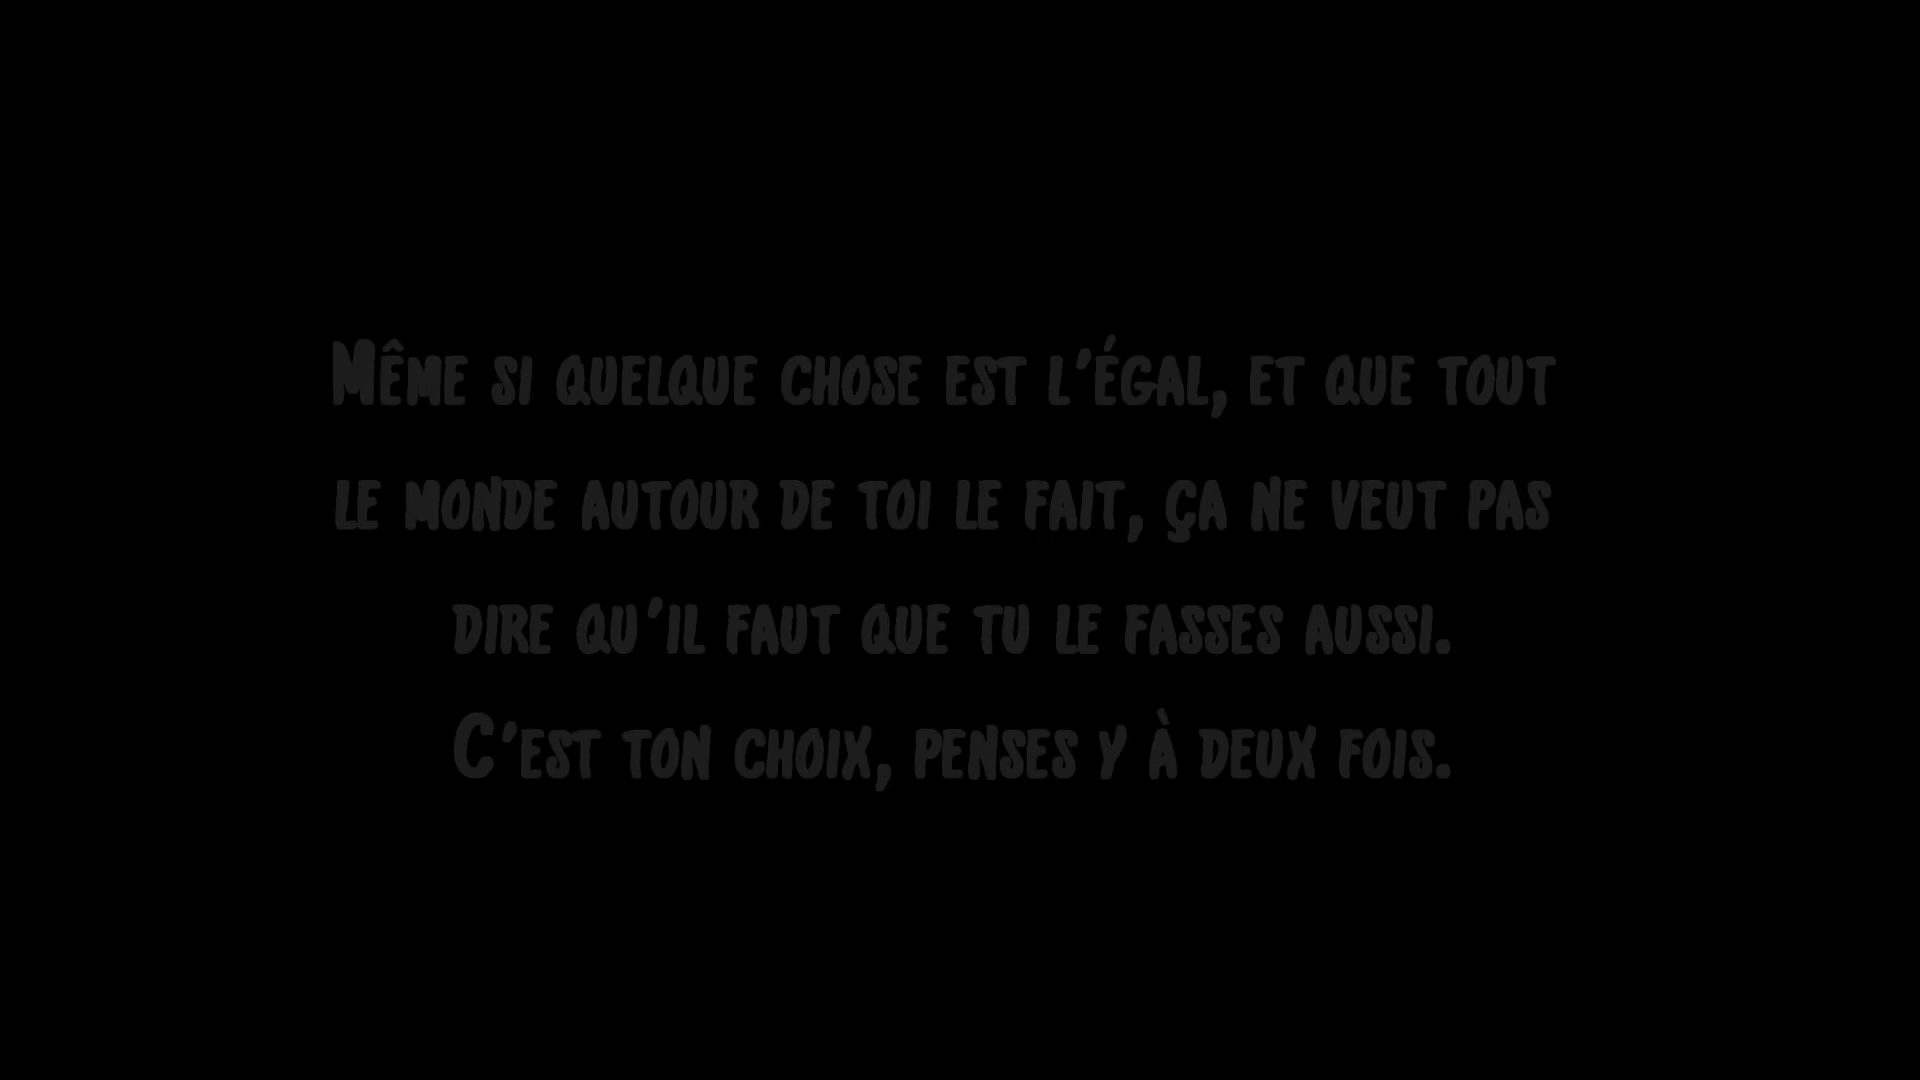 Même si quelque chose est l'égal, et que tout
le monde autour de toi le fait, ça ne veut pas
dire qu'il faut que tu le fasses aussi.
C'est ton choix, penses y à deux fois.